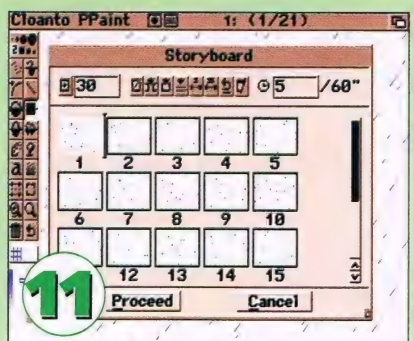 Cloanto PPaint 1: (1/21)
Storyboard
30 5 /60"
1 2 3 4 5
6 7 8 9 10
11 12 13 14 15
Proceed Cancel